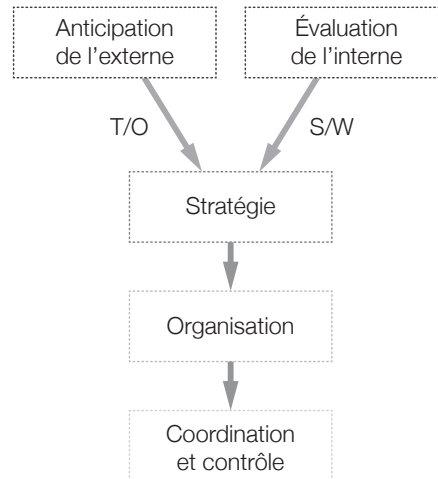 Anticipation
de l’externe
Évaluation
de l’interne
T/O
S/W
Stratégie
Organisation
Coordination
et contrôle